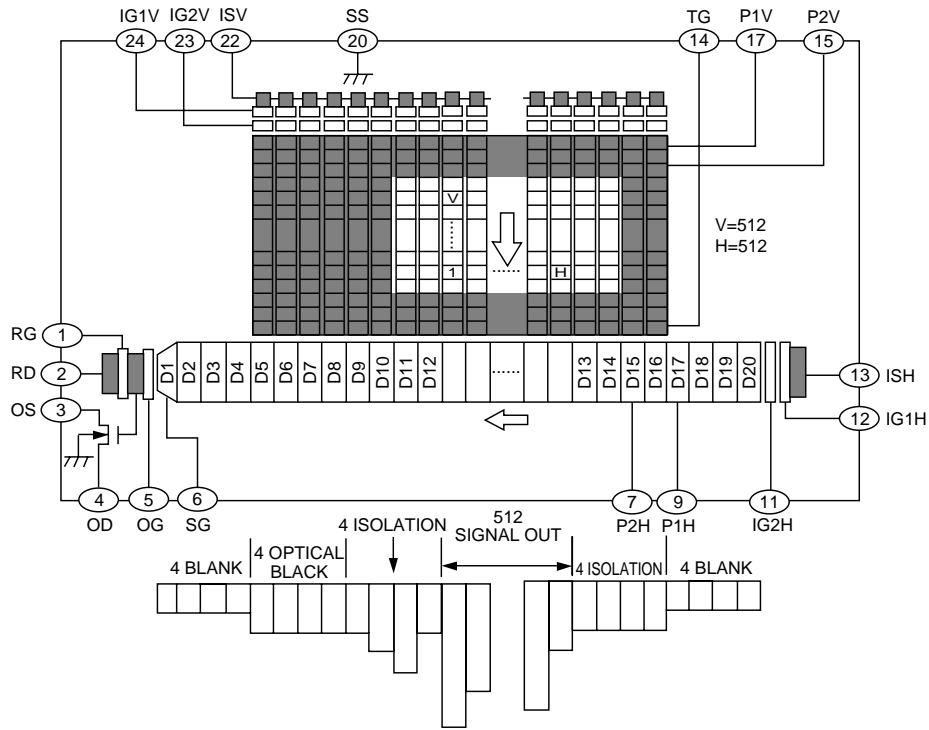 IG1V IG2V ISV SS TG P1V P2V
24 23 22 20 14 17 15
V
1 ...... H
V=512
H=512
RG 1
RD 2
OS 3
D1 D2 D3 D4 D5 D6 D7 D8 D9 D10 D11 D12 ...... D13 D14 D15 D16 D17 D18 D19 D20
13 ISH
12 IG1H
4 5 6 7 9 11
OD OG SG P2H P1H IG2H
4 BLANK
4 OPTICAL
BLACK
4 ISOLATION
512
SIGNAL OUT
4 ISOLATION
4 BLANK